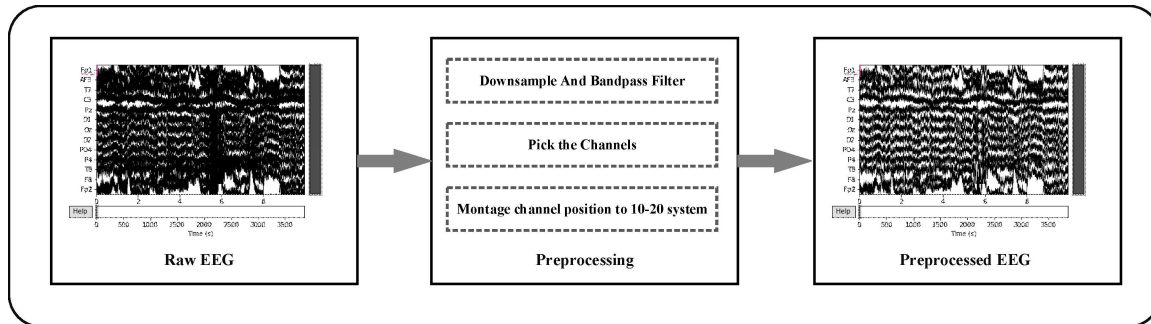 Fp1
AF3
T7
C3
Pz
O1
Oz
O2
PO4
P4
T8
F8
Fp2
0 2 4 6 8
Help
0 500 1000 1500 2000 2500 3000 3500
Time (s)
Raw EEG
Downsample And Bandpass Filter
Pick the Channels
Montage channel position to 10-20 system
Preprocessing
Fp1
AF3
T7
C3
Pz
O1
Oz
O2
PO4
P4
T8
F8
Fp2
0 2 4 6 8
Help
0 500 1000 1500 2000 2500 3000 3500
Time (s)
Preprocessed EEG